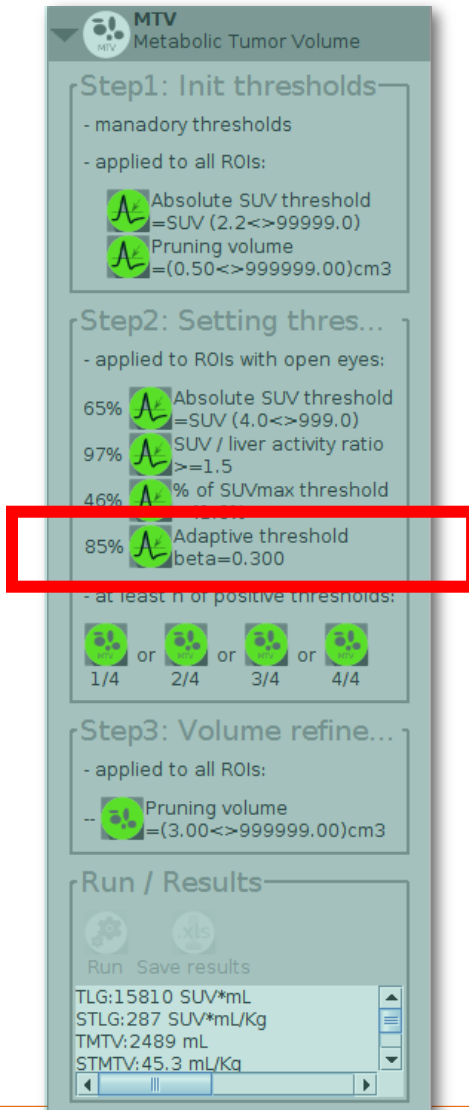 MTV
MTV
Metabolic Tumor Volume
Step1: Init thresholds
- manadory thresholds
- applied to all ROIs:
Absolute SUV threshold
=SUV (2.2<>99999.0)
Pruning volume
=(0.50<>999999.00)cm3
Step2: Setting thres...
- applied to ROIs with open eyes:
65% Absolute SUV threshold
=SUV (4.0<>999.0)
97% SUV / liver activity ratio
>=1.5
46% % of SUVmax threshold
85% Adaptive threshold
beta=0.300
- at least n of positive thresholds:
MTV or MTV or MTV or MTV
1/4 2/4 3/4 4/4
Step3: Volume refine...
- applied to all ROIs:
-- Pruning volume
=(3.00<>999999.00)cm3
Run / Results
.xls
Run Save results
TLG:15810 SUV*mL
STLG:287 SUV*mL/Kg
TMTV:2489 mL
STMTV:45.3 mL/Kg